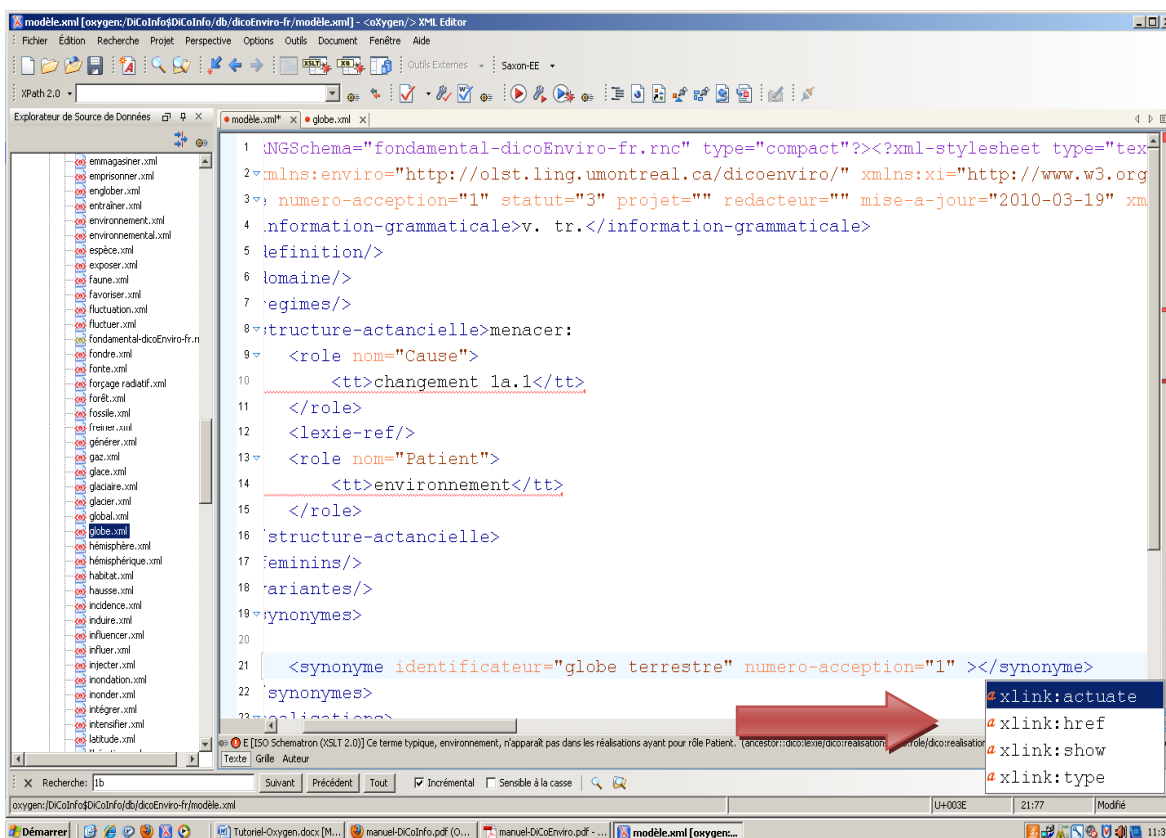 modèle.xml [oxygen:/DiCoInfo$DiCoInfo/db/dicoEnviro-fr/modèle.xml] - <oXygen/> XML Editor
Fichier Édition Recherche Projet Perspective Options Outils Document Fenêtre Aide
Outils Externes Saxon-EE
XPath 2.0
Explorateur de Source de Données
modèle.xml* globe.xml
emmagasiner.xml
emprisonner.xml
englober.xml
entraîner.xml
environnement.xml
environnemental.xml
espèce.xml
exposer.xml
faune.xml
favoriser.xml
fluctuation.xml
fluctuer.xml
fondamental-dicoEnviro-fr.rn
fondre.xml
fonte.xml
forçage radiatif.xml
forêt.xml
fossile.xml
freiner.xml
générer.xml
gaz.xml
glace.xml
glaciaire.xml
glacier.xml
global.xml
globe.xml
hémisphère.xml
hémisphérique.xml
habitat.xml
hausse.xml
incidence.xml
induire.xml
influencer.xml
influer.xml
injecter.xml
inondation.xml
inonder.xml
intégrer.xml
intensifier.xml
latitude.xml
1 NGSchema="fondamental-dicoEnviro-fr.rnc" type="compact"?><?xml-stylesheet type="tex
2 mlns:enviro="http://olst.ling.umontreal.ca/dicoenviro/" xmlns:xi="http://www.w3.org
3 numero-acception="1" statut="3" projet="" redacteur="" mise-a-jour="2010-03-19" xm
4 nformation-grammaticale>v. tr.</information-grammaticale>
5 definition/>
6 domaine/>
7 regimes/>
8 structure-actancielle>menacer:
9 <role nom="Cause">
10 <tt>changement 1a.1</tt>
11 </role>
12 <lexie-ref/>
13 <role nom="Patient">
14 <tt>environnement</tt>
15 </role>
16 structure-actancielle>
17 feminins/>
18 variantes/>
19 synonymes>
20
21 <synonyme identificateur="globe terrestre" numero-acception="1" ></synonyme>
22 synonymes>
23 realisations>
xlink:actuate
xlink:href
xlink:show
xlink:type
E [ISO Schematron (XSLT 2.0)] Ce terme typique, environnement, n'apparaît pas dans les réalisations ayant pour rôle Patient. (ancestor::dico:lexie/dico:realisation
Texte Grille Auteur
Recherche: 1b Suivant Précédent Tout Incrémental Sensible à la casse
oxygen:/DiCoInfo$DiCoInfo/db/dicoEnviro-fr/modèle.xml U+003E 21:77 Modifié
Démarrer Tutoriel-Oxygen.docx [M... manuel-DiCoInfo.pdf (O... manuel-DiCoEnviro.pdf - ... modèle.xml [oxygen:...